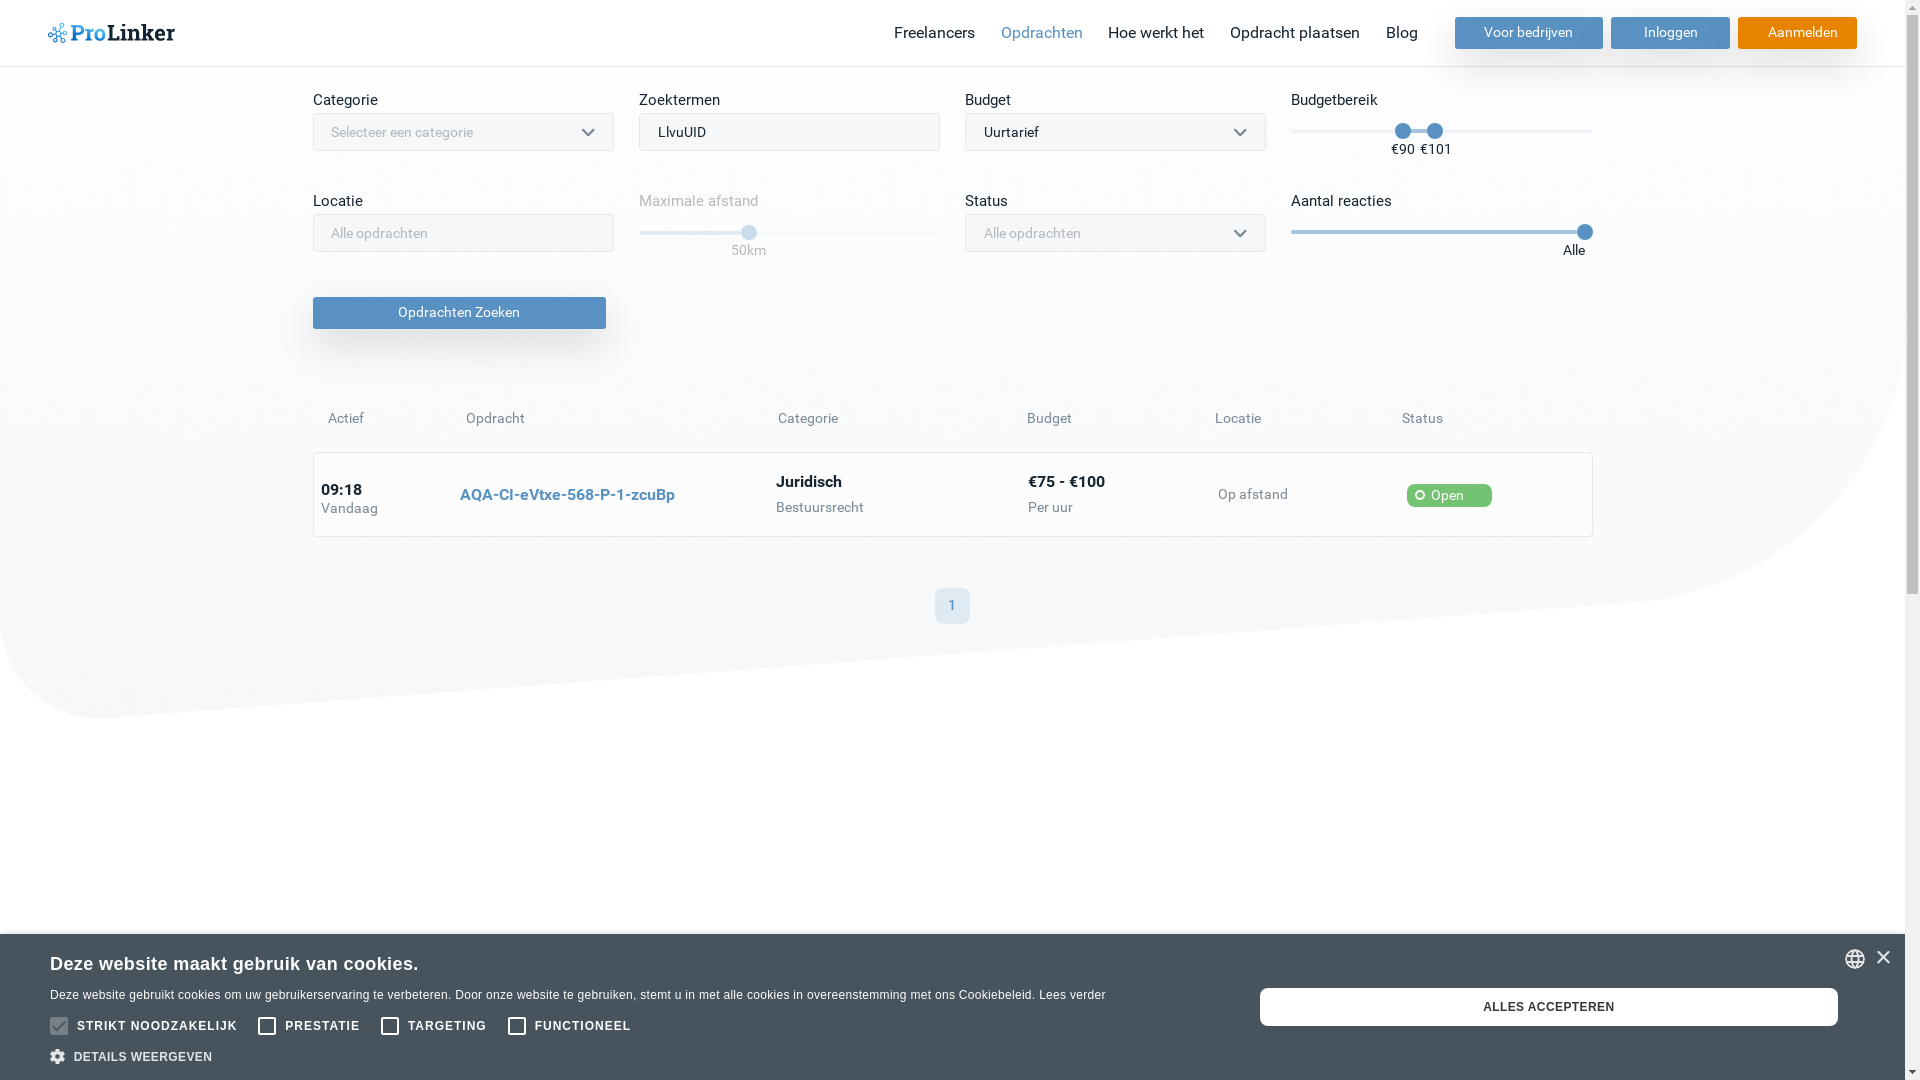 ProLinker
Freelancers Opdrachten Hoe werkt het Opdracht plaatsen Blog Voor bedrijven Inloggen Aanmelden
Categorie Zoektermen Budget Budgetbereik
Selecteer een categorie LlvuUID Uurtarief
€90 €101
Locatie Maximale afstand Status Aantal reacties
Alle opdrachten Alle opdrachten
50km Alle
Opdrachten Zoeken
Actief Opdracht Categorie Budget Locatie Status
09:18 AQA-CI-eVtxe-568-P-1-zcuBp Juridisch €75 - €100 Op afstand Open
Vandaag Bestuursrecht Per uur
1
Deze website maakt gebruik van cookies.
Deze website gebruikt cookies om uw gebruikerservaring te verbeteren. Door onze website te gebruiken, stemt u in met alle cookies in overeenstemming met ons Cookiebeleid. Lees verder
STRIKT NOODZAKELIJK PRESTATIE TARGETING FUNCTIONEEL
DETAILS WEERGEVEN
ALLES ACCEPTEREN
×